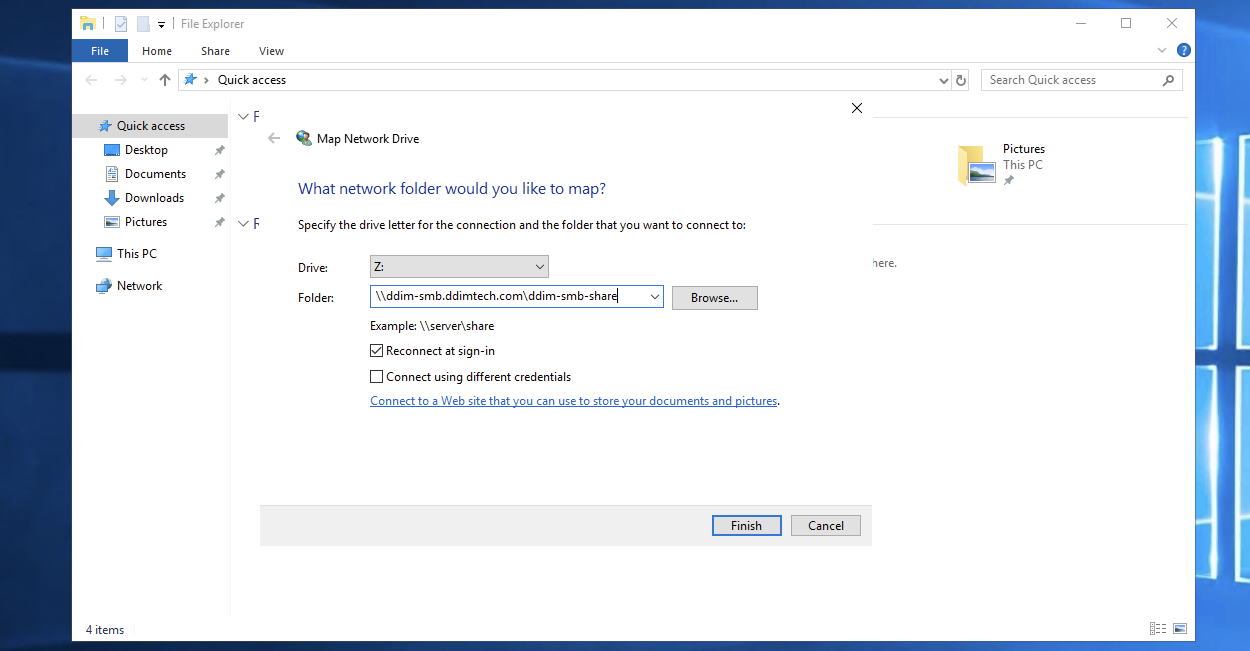 File Explorer
File Home Share View
Quick access
Search Quick access
Quick access
Desktop
Documents
Downloads
Pictures
This PC
Network
F
F
Map Network Drive
What network folder would you like to map?
Specify the drive letter for the connection and the folder that you want to connect to:
Drive: Z:
Folder: \\ddim-smb.ddimtech.com\ddim-smb-share Browse...
Example: \\server\share
Reconnect at sign-in
Connect using different credentials
Connect to a Web site that you can use to store your documents and pictures.
Finish Cancel
Pictures
This PC
here.
4 items